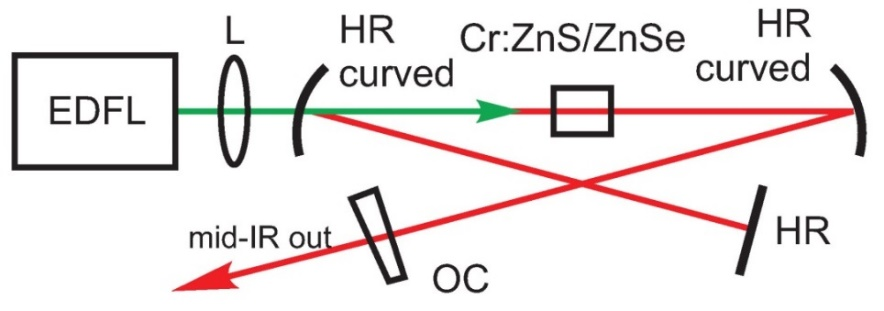 L
HR
curved
Cr:ZnS/ZnSe
HR
curved
EDFL
mid-IR out
OC
HR